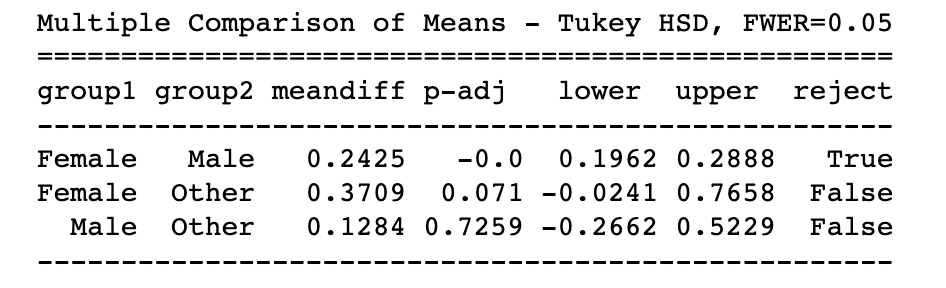 Multiple Comparison of Means - Tukey HSD, FWER=0.05
====================================================
group1 group2 meandiff p-adj   lower  upper  reject
----------------------------------------------------
Female   Male   0.2425   -0.0  0.1962 0.2888   True
Female  Other   0.3709  0.071 -0.0241 0.7658  False
  Male  Other   0.1284 0.7259 -0.2662 0.5229  False
----------------------------------------------------